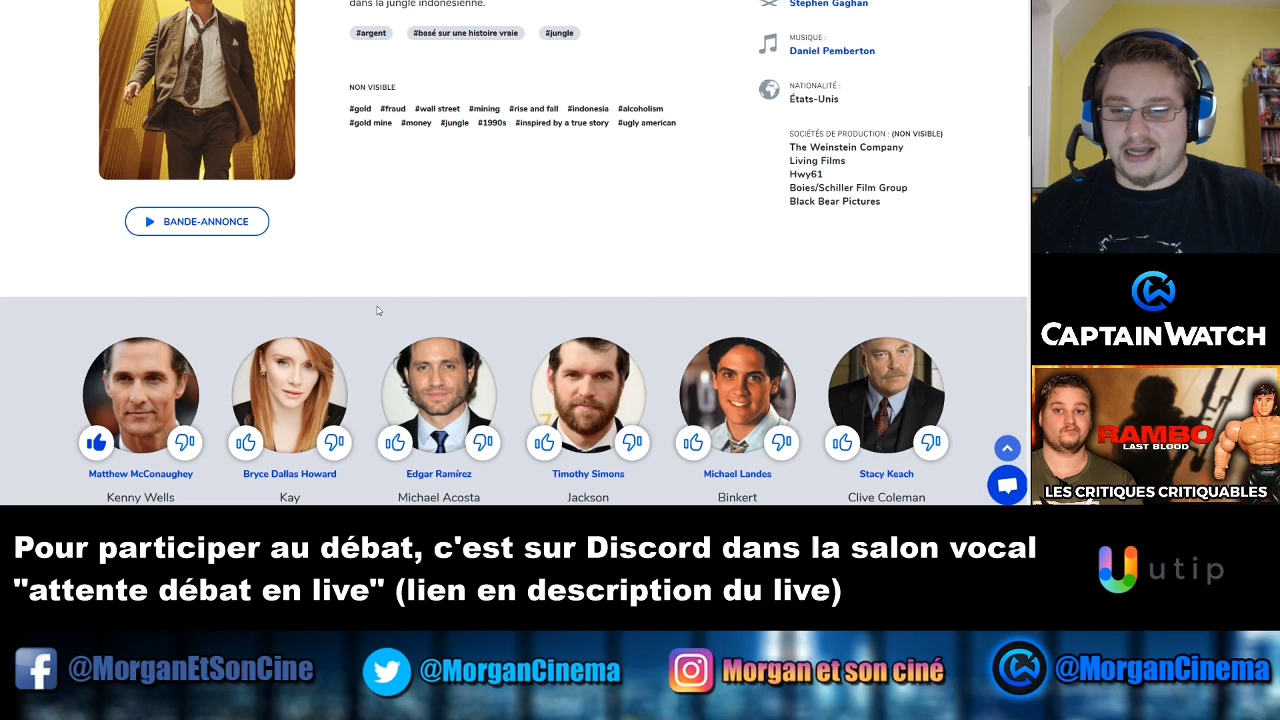 dans la jungle indonésienne.
#argent #basé sur une histoire vraie #jungle
NON VISIBLE
#gold #fraud #wall street #mining #rise and fall #indonesia #alcoholism
#gold mine #money #jungle #1990s #inspired by a true story #ugly american
BANDE-ANNONCE
Stephen Gaghan
MUSIQUE :
Daniel Pemberton
NATIONALITÉ :
États-Unis
SOCIÉTÉS DE PRODUCTION : (NON VISIBLE)
The Weinstein Company
Living Films
Hwy61
Boies/Schiller Film Group
Black Bear Pictures
Matthew McConaughey
Kenny Wells
Bryce Dallas Howard
Kay
Edgar Ramírez
Michael Acosta
Timothy Simons
Jackson
Michael Landes
Binkert
Stacy Keach
Clive Coleman
CAPTAINWATCH
RAMBO
LAST BLOOD
LES CRITIQUES CRITIQUABLES
Pour participer au débat, c'est sur Discord dans la salon vocal
"attente débat en live" (lien en description du live)
utip
@MorganEtSonCine
@MorganCinema
Morgan et son ciné
@MorganCinema